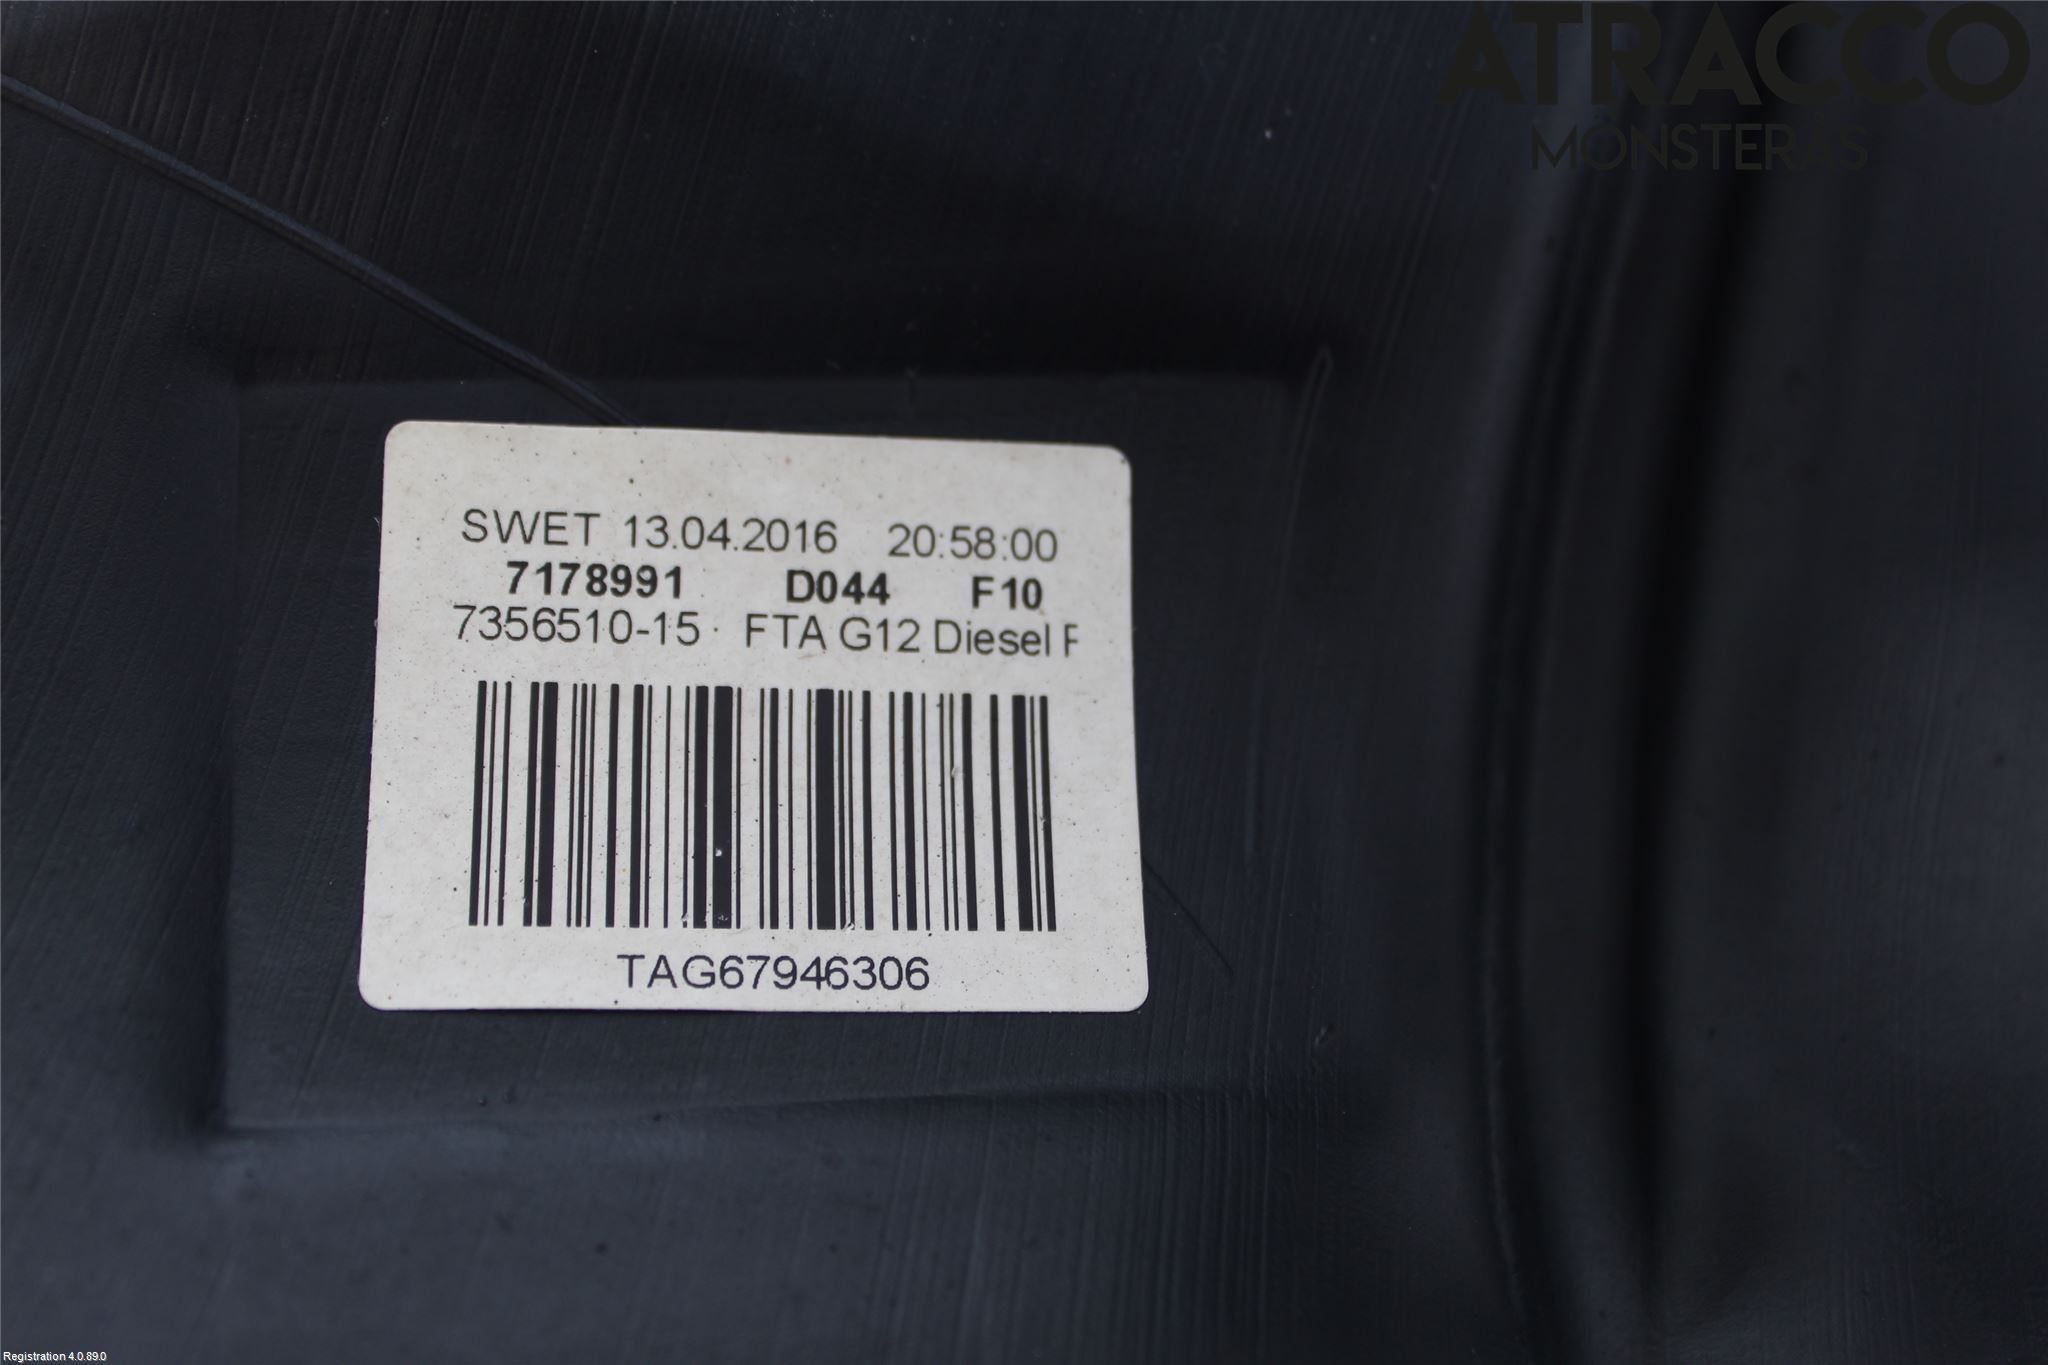 ATRACCO
MÖNSTERÅS
SWET 13.04.2016 20:58:00
7178991 D044 F10
7356510-15 FTA G12 Diesel
TAG67946306
Registration 4.0.89.0